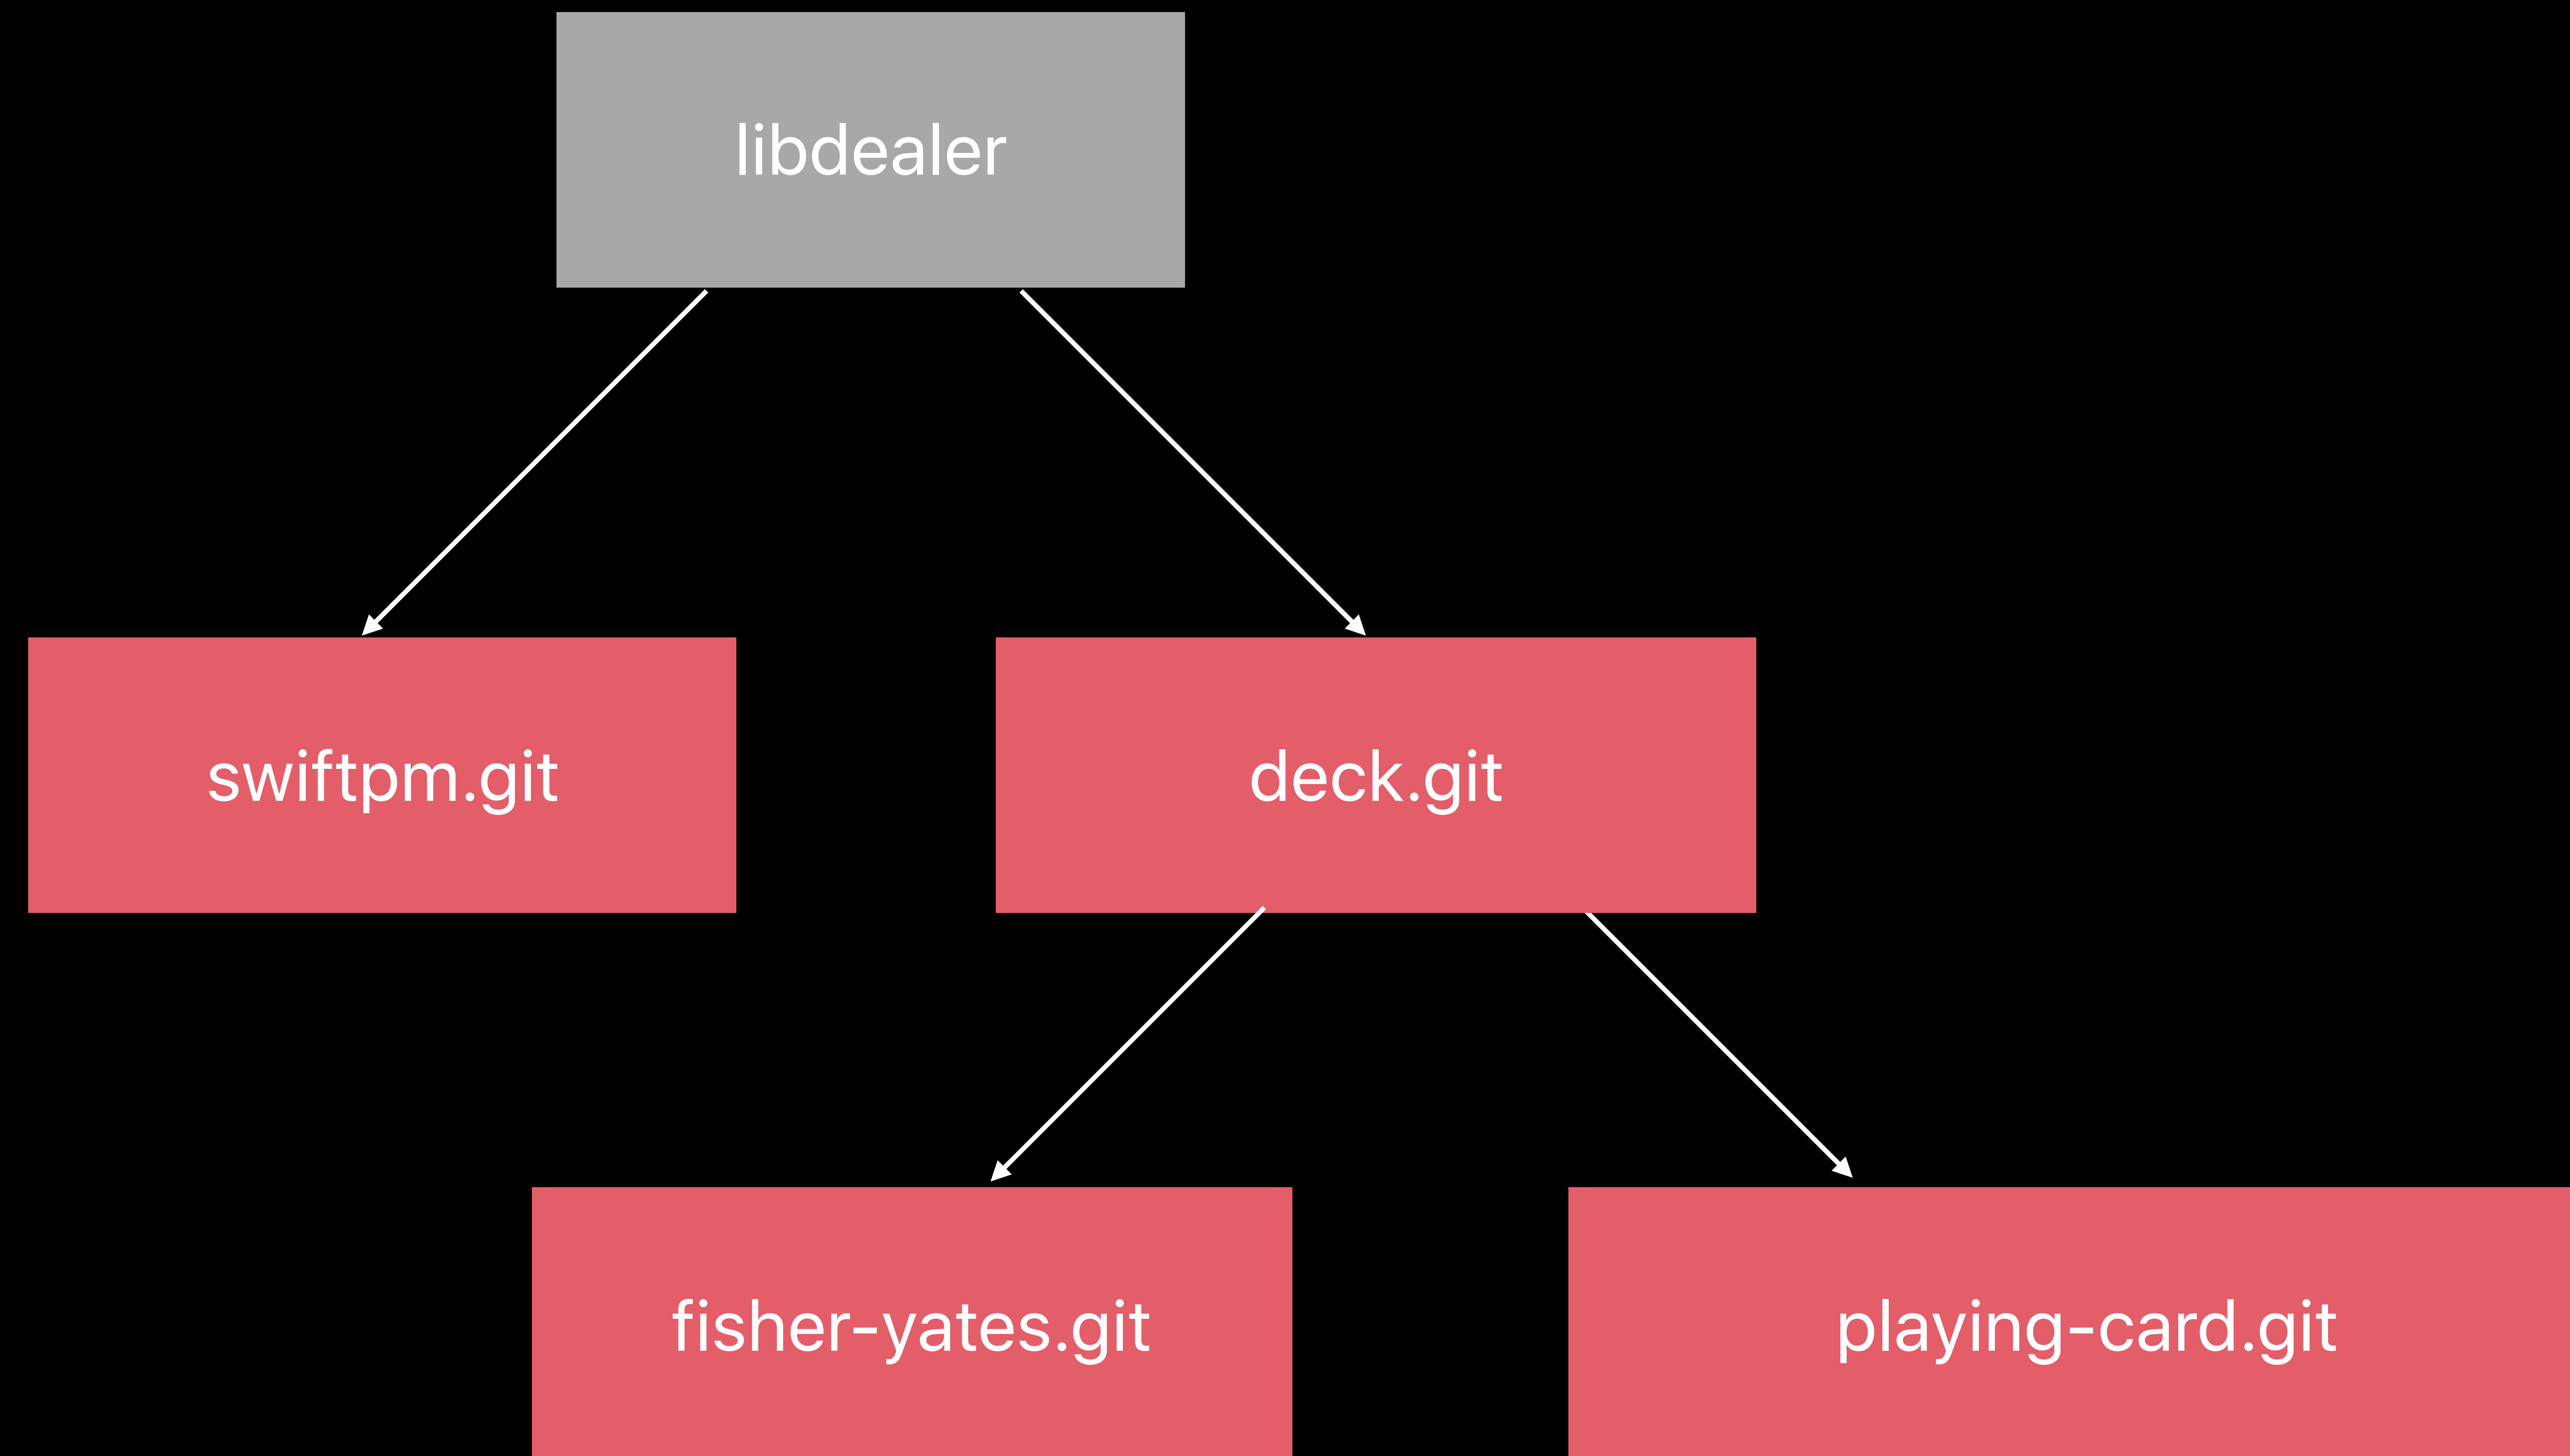 libdealer
swiftpm.git
deck.git
fisher-yates.git
playing-card.git